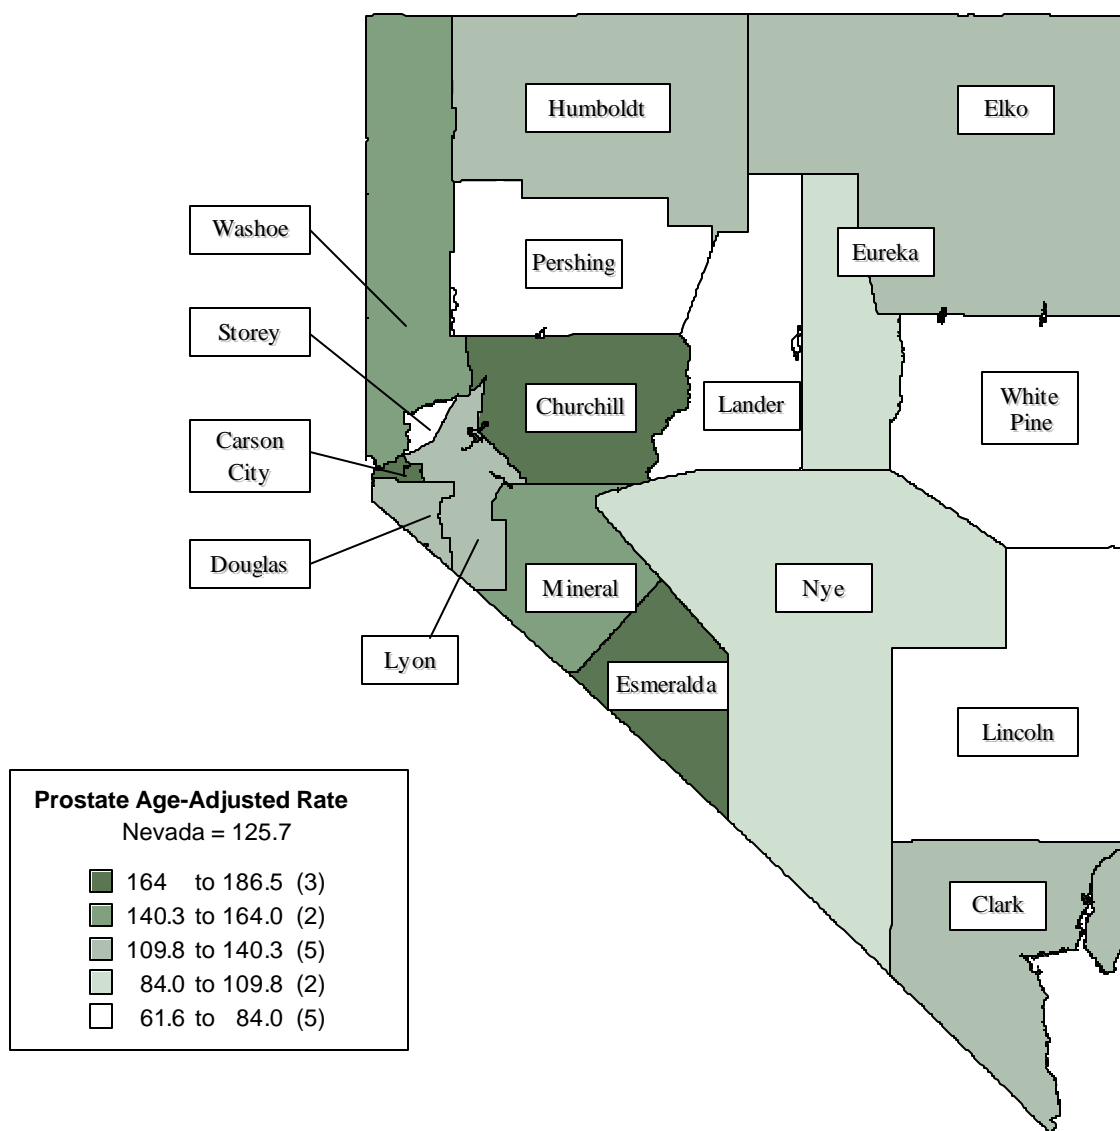 Humboldt
Elko
Washoe
Eureka
Pershing
Storey
Churchill
Lander
White
Pine
Carson
City
Douglas
Mineral
Nye
Lyon
Esmeralda
Lincoln
Prostate Age-Adjusted Rate
Nevada = 125.7
164 to 186.5 (3)
140.3 to 164.0 (2)
109.8 to 140.3 (5)
84.0 to 109.8 (2)
61.6 to 84.0 (5)
Clark